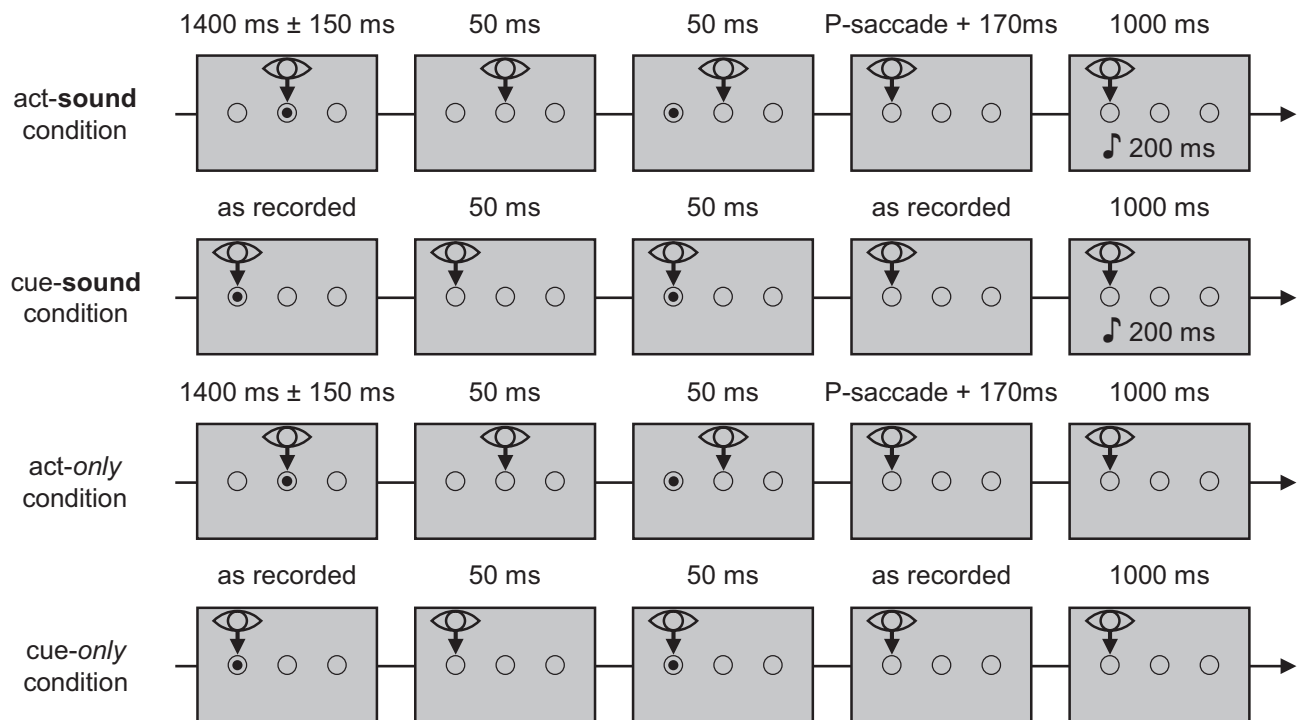 1400 ms ± 150 ms 50 ms 50 ms P-saccade + 170ms 1000 ms
act-sound
condition
♪ 200 ms
as recorded 50 ms 50 ms as recorded 1000 ms
cue-sound
condition
♪ 200 ms
1400 ms ± 150 ms 50 ms 50 ms P-saccade + 170ms 1000 ms
act-only
condition
as recorded 50 ms 50 ms as recorded 1000 ms
cue-only
condition